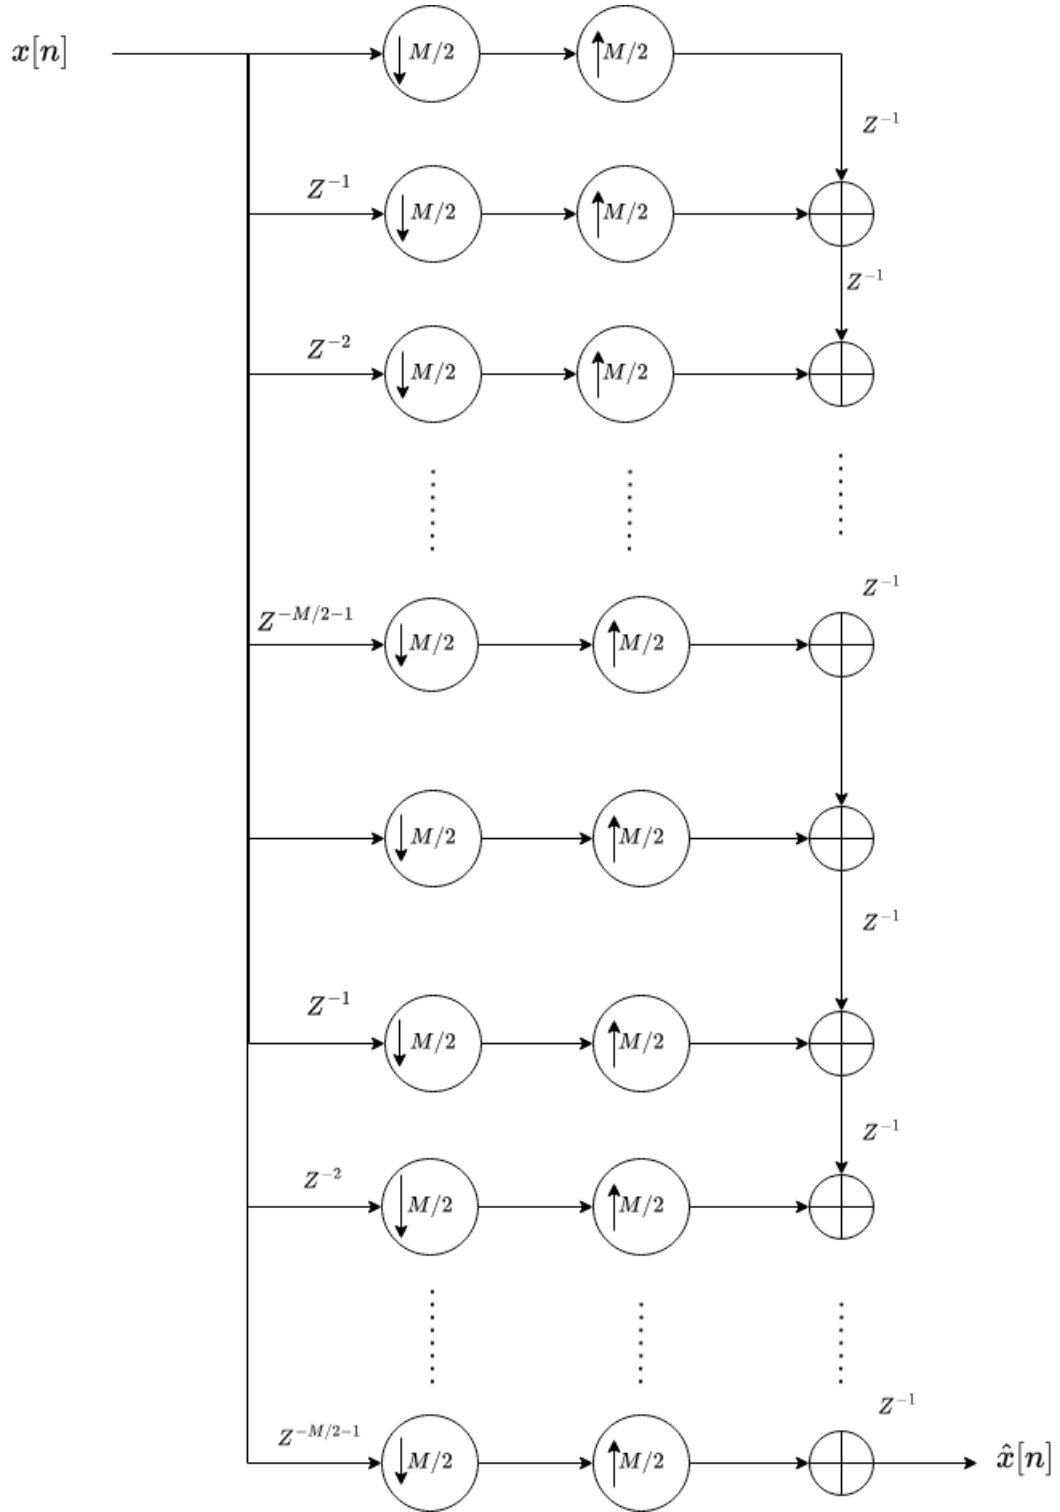 x[n] ↓ M/2 ↑ M/2
Z^{-1}
Z^{-1} ↓ M/2 ↑ M/2
Z^{-1}
Z^{-2} ↓ M/2 ↑ M/2
Z^{-1}
Z^{-M/2-1} ↓ M/2 ↑ M/2
↓ M/2 ↑ M/2
Z^{-1}
Z^{-1} ↓ M/2 ↑ M/2
Z^{-1}
Z^{-2} ↓ M/2 ↑ M/2
Z^{-1}
Z^{-M/2-1} ↓ M/2 ↑ M/2 \hat{x}[n]